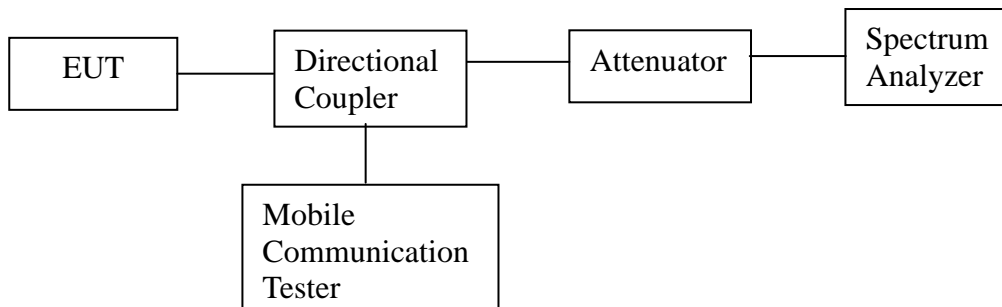 EUT
Directional
Coupler
Attenuator
Spectrum
Analyzer
Mobile
Communication
Tester